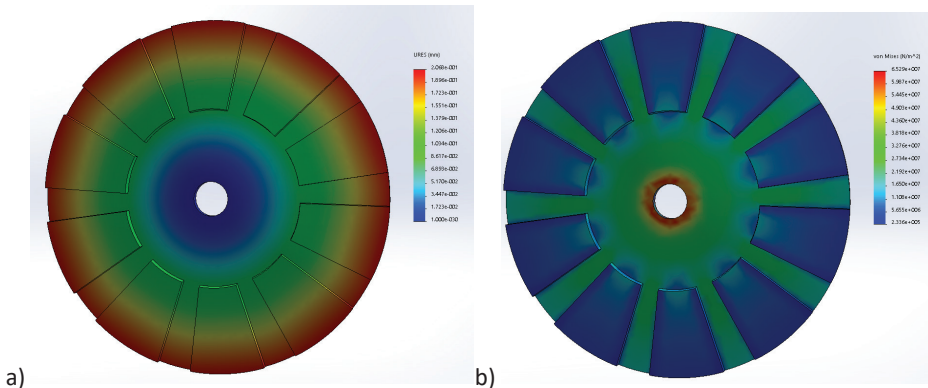 URES (mm)
2.068e-001
1.896e-001
1.723e-001
1.551e-001
1.379e-001
1.206e-001
1.034e-001
8.617e-002
6.893e-002
5.170e-002
3.447e-002
1.723e-002
1.000e-030
von Mises (N/m^2)
6.529e+007
5.987e+007
5.445e+007
4.903e+007
4.360e+007
3.818e+007
3.276e+007
2.734e+007
2.192e+007
1.650e+007
1.108e+007
5.655e+006
2.336e+005
a)
b)